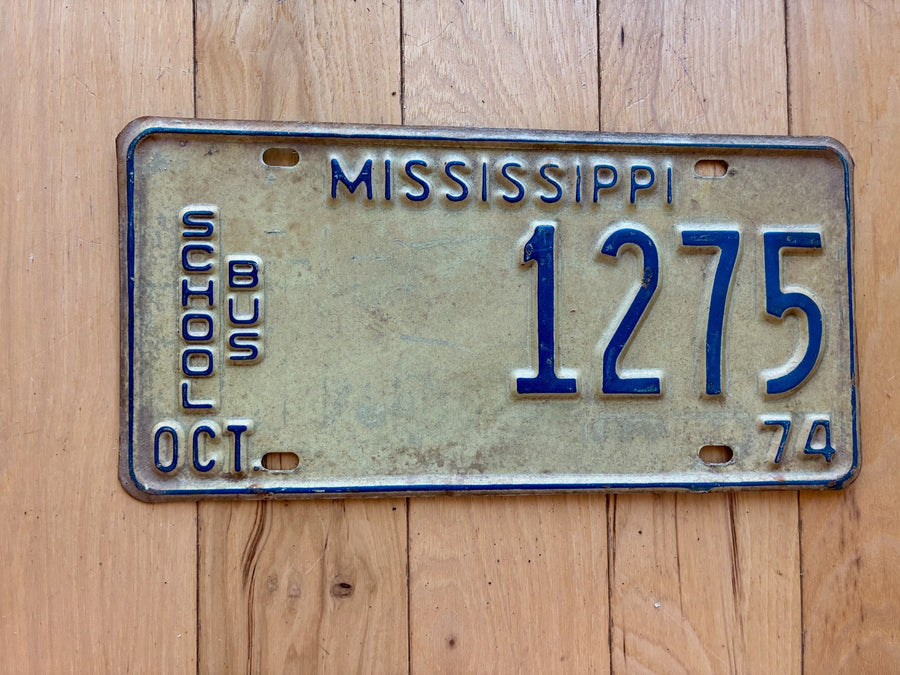 MISSISSIPPI
SCHOOL
BUS
1275
OCT.
74